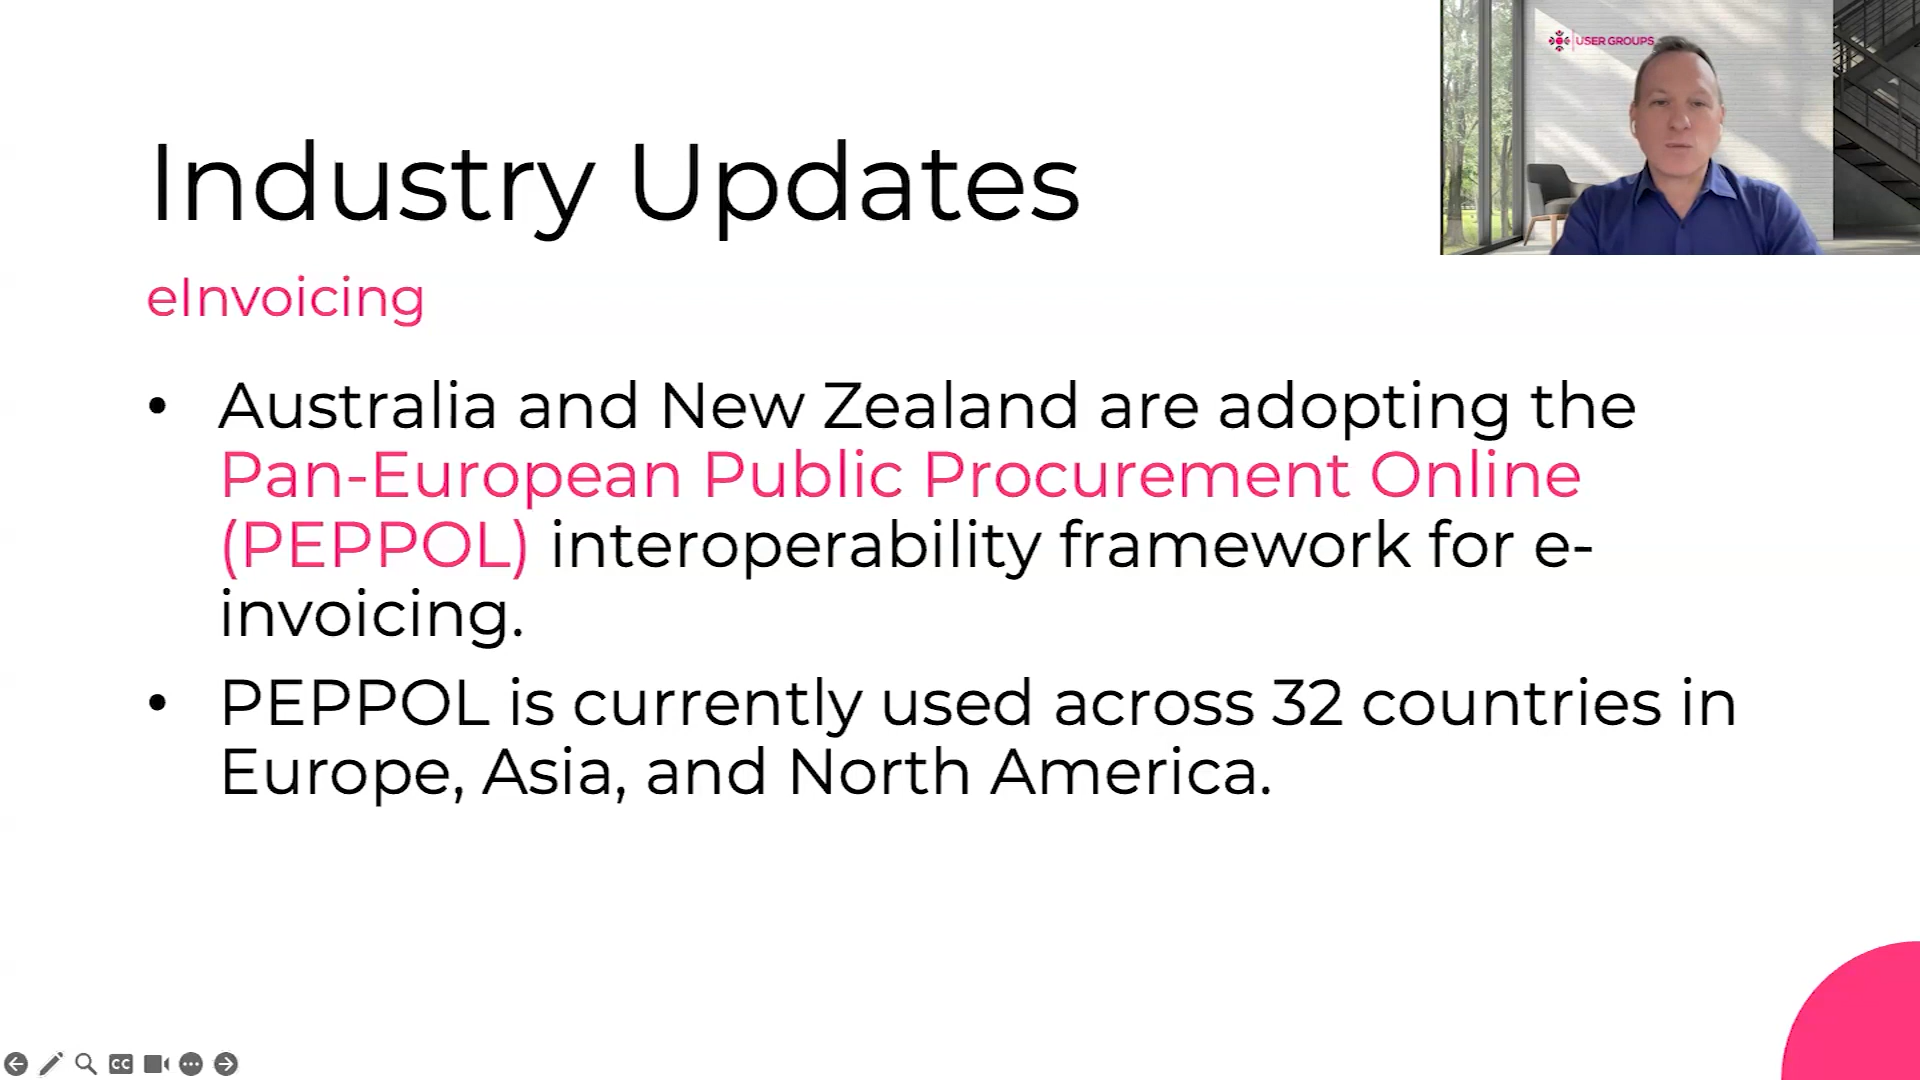 USER GROUPS
Industry Updates
eInvoicing
• Australia and New Zealand are adopting the
Pan-European Public Procurement Online
(PEPPOL) interoperability framework for e-
invoicing.
• PEPPOL is currently used across 32 countries in
Europe, Asia, and North America.
CC